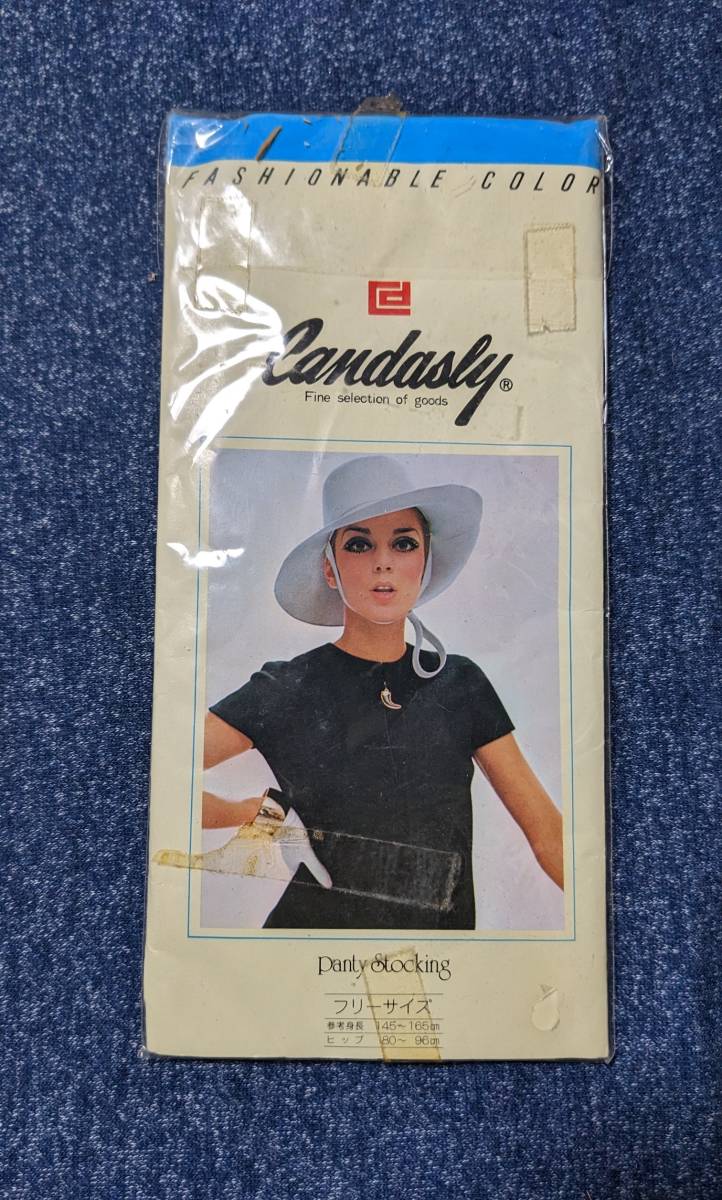 FASHIONABLE COLOR
Candasly®
Fine selection of goods
Panty Stocking
フリーサイズ
参考身長 145〜165㎝
ヒップ 80〜 96㎝